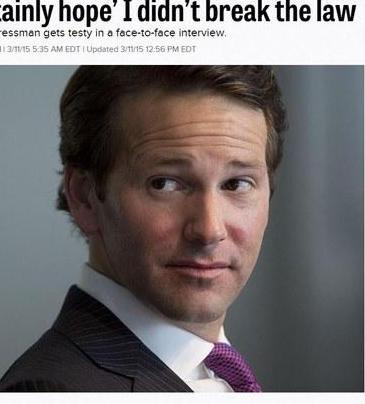 tainly hope' I didn't break the law
ressman gets testy in a face-to-face interview.
| 3/11/15 5:35 AM EDT | Updated 3/11/15 12:56 PM EDT